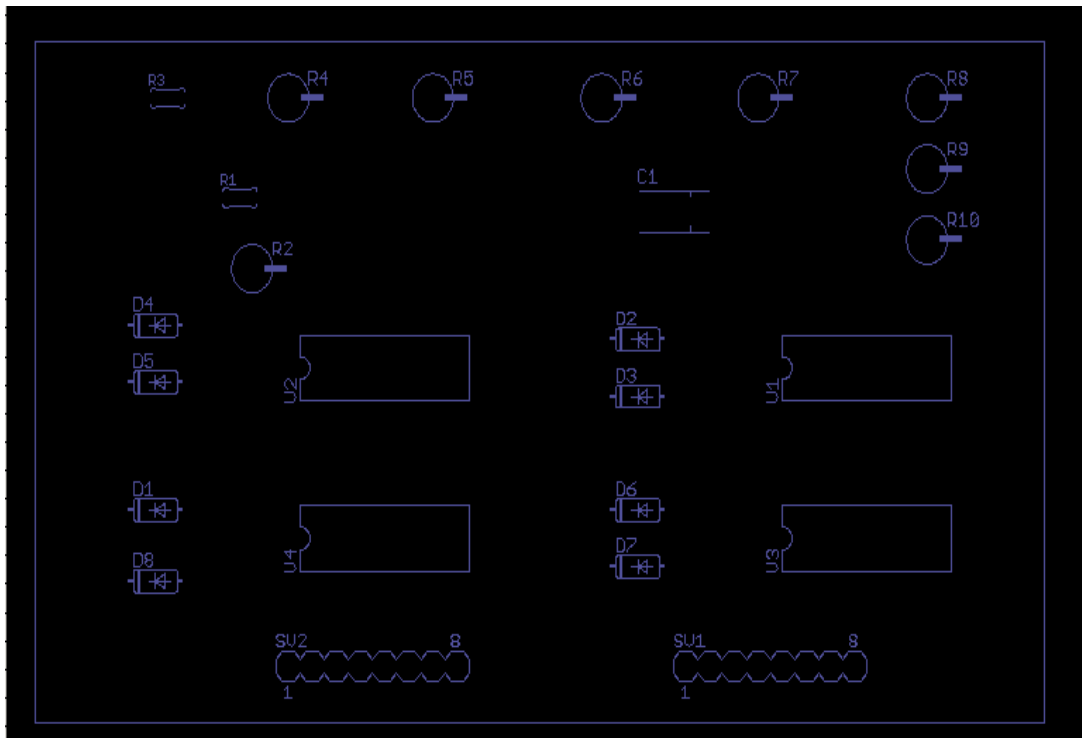 R3 R4 R5 R6 R7 R8
R9
R1 C1
R10
R2
D4
D2
D5 U2 D3 U1
D1 D6
D8 U4 D7 U3
SV2 8 SV1 8
1 1